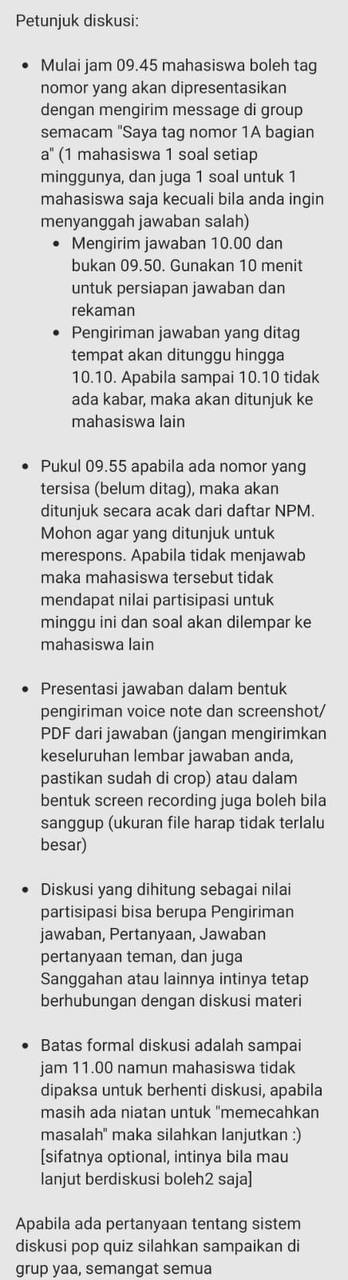 Petunjuk diskusi:
• Mulai jam 09.45 mahasiswa boleh tag
nomor yang akan dipresentasikan
dengan mengirim message di group
semacam "Saya tag nomor 1A bagian
a" (1 mahasiswa 1 soal setiap
minggunya, dan juga 1 soal untuk 1
mahasiswa saja kecuali bila anda ingin
menyanggah jawaban salah)
• Mengirim jawaban 10.00 dan
bukan 09.50. Gunakan 10 menit
untuk persiapan jawaban dan
rekaman
• Pengiriman jawaban yang ditag
tempat akan ditunggu hingga
10.10. Apabila sampai 10.10 tidak
ada kabar, maka akan ditunjuk ke
mahasiswa lain
• Pukul 09.55 apabila ada nomor yang
tersisa (belum ditag), maka akan
ditunjuk secara acak dari daftar NPM.
Mohon agar yang ditunjuk untuk
merespons. Apabila tidak menjawab
maka mahasiswa tersebut tidak
mendapat nilai partisipasi untuk
minggu ini dan soal akan dilempar ke
mahasiswa lain
• Presentasi jawaban dalam bentuk
pengiriman voice note dan screenshot/
PDF dari jawaban (jangan mengirimkan
keseluruhan lembar jawaban anda,
pastikan sudah di crop) atau dalam
bentuk screen recording juga boleh bila
sanggup (ukuran file harap tidak terlalu
besar)
• Diskusi yang dihitung sebagai nilai
partisipasi bisa berupa Pengiriman
jawaban, Pertanyaan, Jawaban
pertanyaan teman, dan juga
Sanggahan atau lainnya intinya tetap
berhubungan dengan diskusi materi
• Batas formal diskusi adalah sampai
jam 11.00 namun mahasiswa tidak
dipaksa untuk berhenti diskusi, apabila
masih ada niatan untuk "memecahkan
masalah" maka silahkan lanjutkan :)
[sifatnya optional, intinya bila mau
lanjut berdiskusi boleh2 saja]
Apabila ada pertanyaan tentang sistem
diskusi pop quiz silahkan sampaikan di
grup yaa, semangat semua